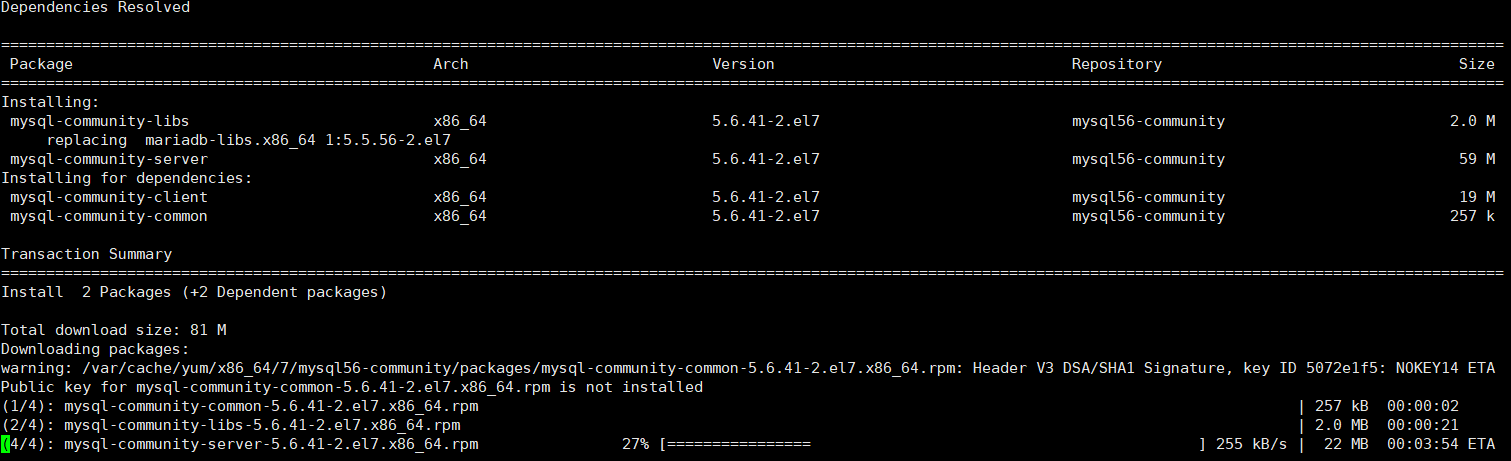 Dependencies Resolved
================================================================================
Package Arch Version Repository Size
================================================================================
Installing:
mysql-community-libs x86_64 5.6.41-2.el7 mysql56-community 2.0 M
replacing mariadb-libs.x86_64 1:5.5.56-2.el7
mysql-community-server x86_64 5.6.41-2.el7 mysql56-community 59 M
Installing for dependencies:
mysql-community-client x86_64 5.6.41-2.el7 mysql56-community 19 M
mysql-community-common x86_64 5.6.41-2.el7 mysql56-community 257 k
Transaction Summary
================================================================================
Install 2 Packages (+2 Dependent packages)
Total download size: 81 M
Downloading packages:
warning: /var/cache/yum/x86_64/7/mysql56-community/packages/mysql-community-common-5.6.41-2.el7.x86_64.rpm: Header V3 DSA/SHA1 Signature, key ID 5072e1f5: NOKEY14 ETA
Public key for mysql-community-common-5.6.41-2.el7.x86_64.rpm is not installed
(1/4): mysql-community-common-5.6.41-2.el7.x86_64.rpm | 257 kB 00:00:02
(2/4): mysql-community-libs-5.6.41-2.el7.x86_64.rpm | 2.0 MB 00:00:21
(4/4): mysql-community-server-5.6.41-2.el7.x86_64.rpm 27% [================ ] 255 kB/s | 22 MB 00:03:54 ETA